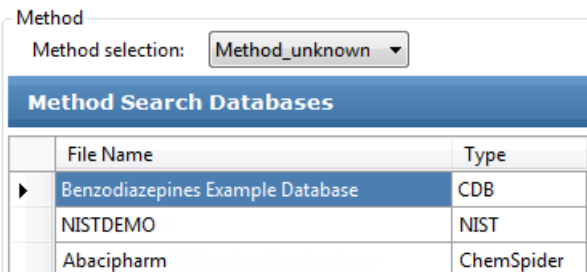 Method
Method selection: Method_unknown
Method Search Databases
File Name Type
Benzodiazepines Example Database CDB
NISTDEMO NIST
Abacipharm ChemSpider